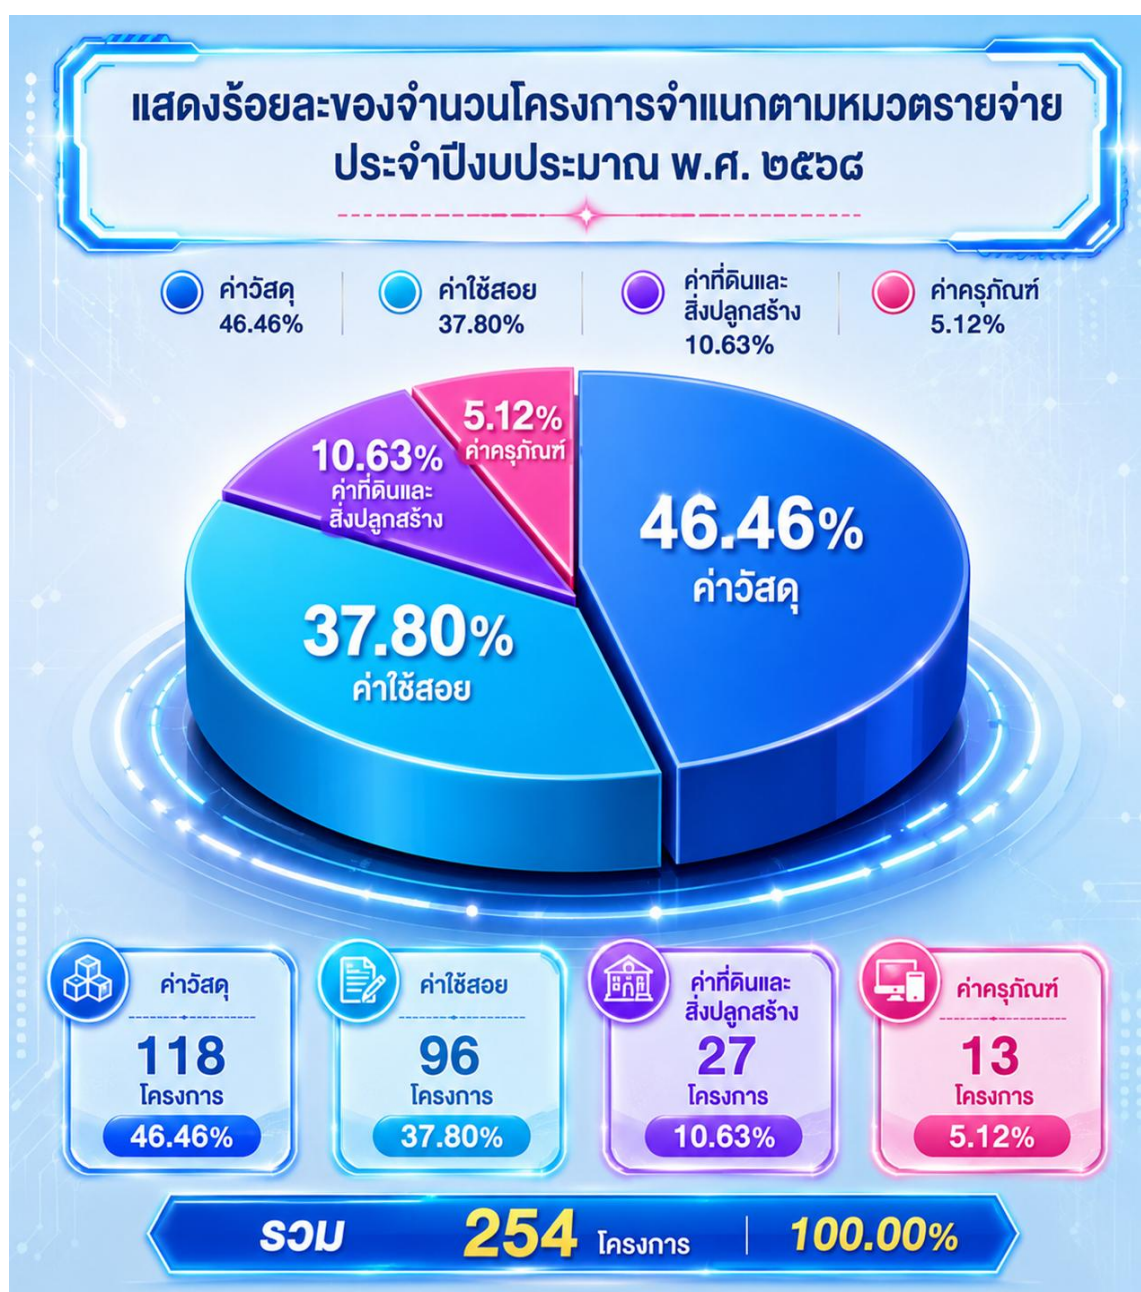 แสดงร้อยละของจำนวนโครงการจำแนกตามหมวดรายจ่าย
ประจำปีงบประมาณ พ.ศ. ๒๕๖๘
ค่าวัสดุ
46.46%
ค่าใช้สอย
37.80%
ค่าที่ดินและ
สิ่งปลูกสร้าง
10.63%
ค่าครุภัณฑ์
5.12%
5.12%
ค่าครุภัณฑ์
10.63%
ค่าที่ดินและ
สิ่งปลูกสร้าง
46.46%
ค่าวัสดุ
37.80%
ค่าใช้สอย
ค่าวัสดุ
118
โครงการ
46.46%
ค่าใช้สอย
96
โครงการ
37.80%
ค่าที่ดินและ
สิ่งปลูกสร้าง
27
โครงการ
10.63%
ค่าครุภัณฑ์
13
โครงการ
5.12%
รวม 254 โครงการ 100.00%